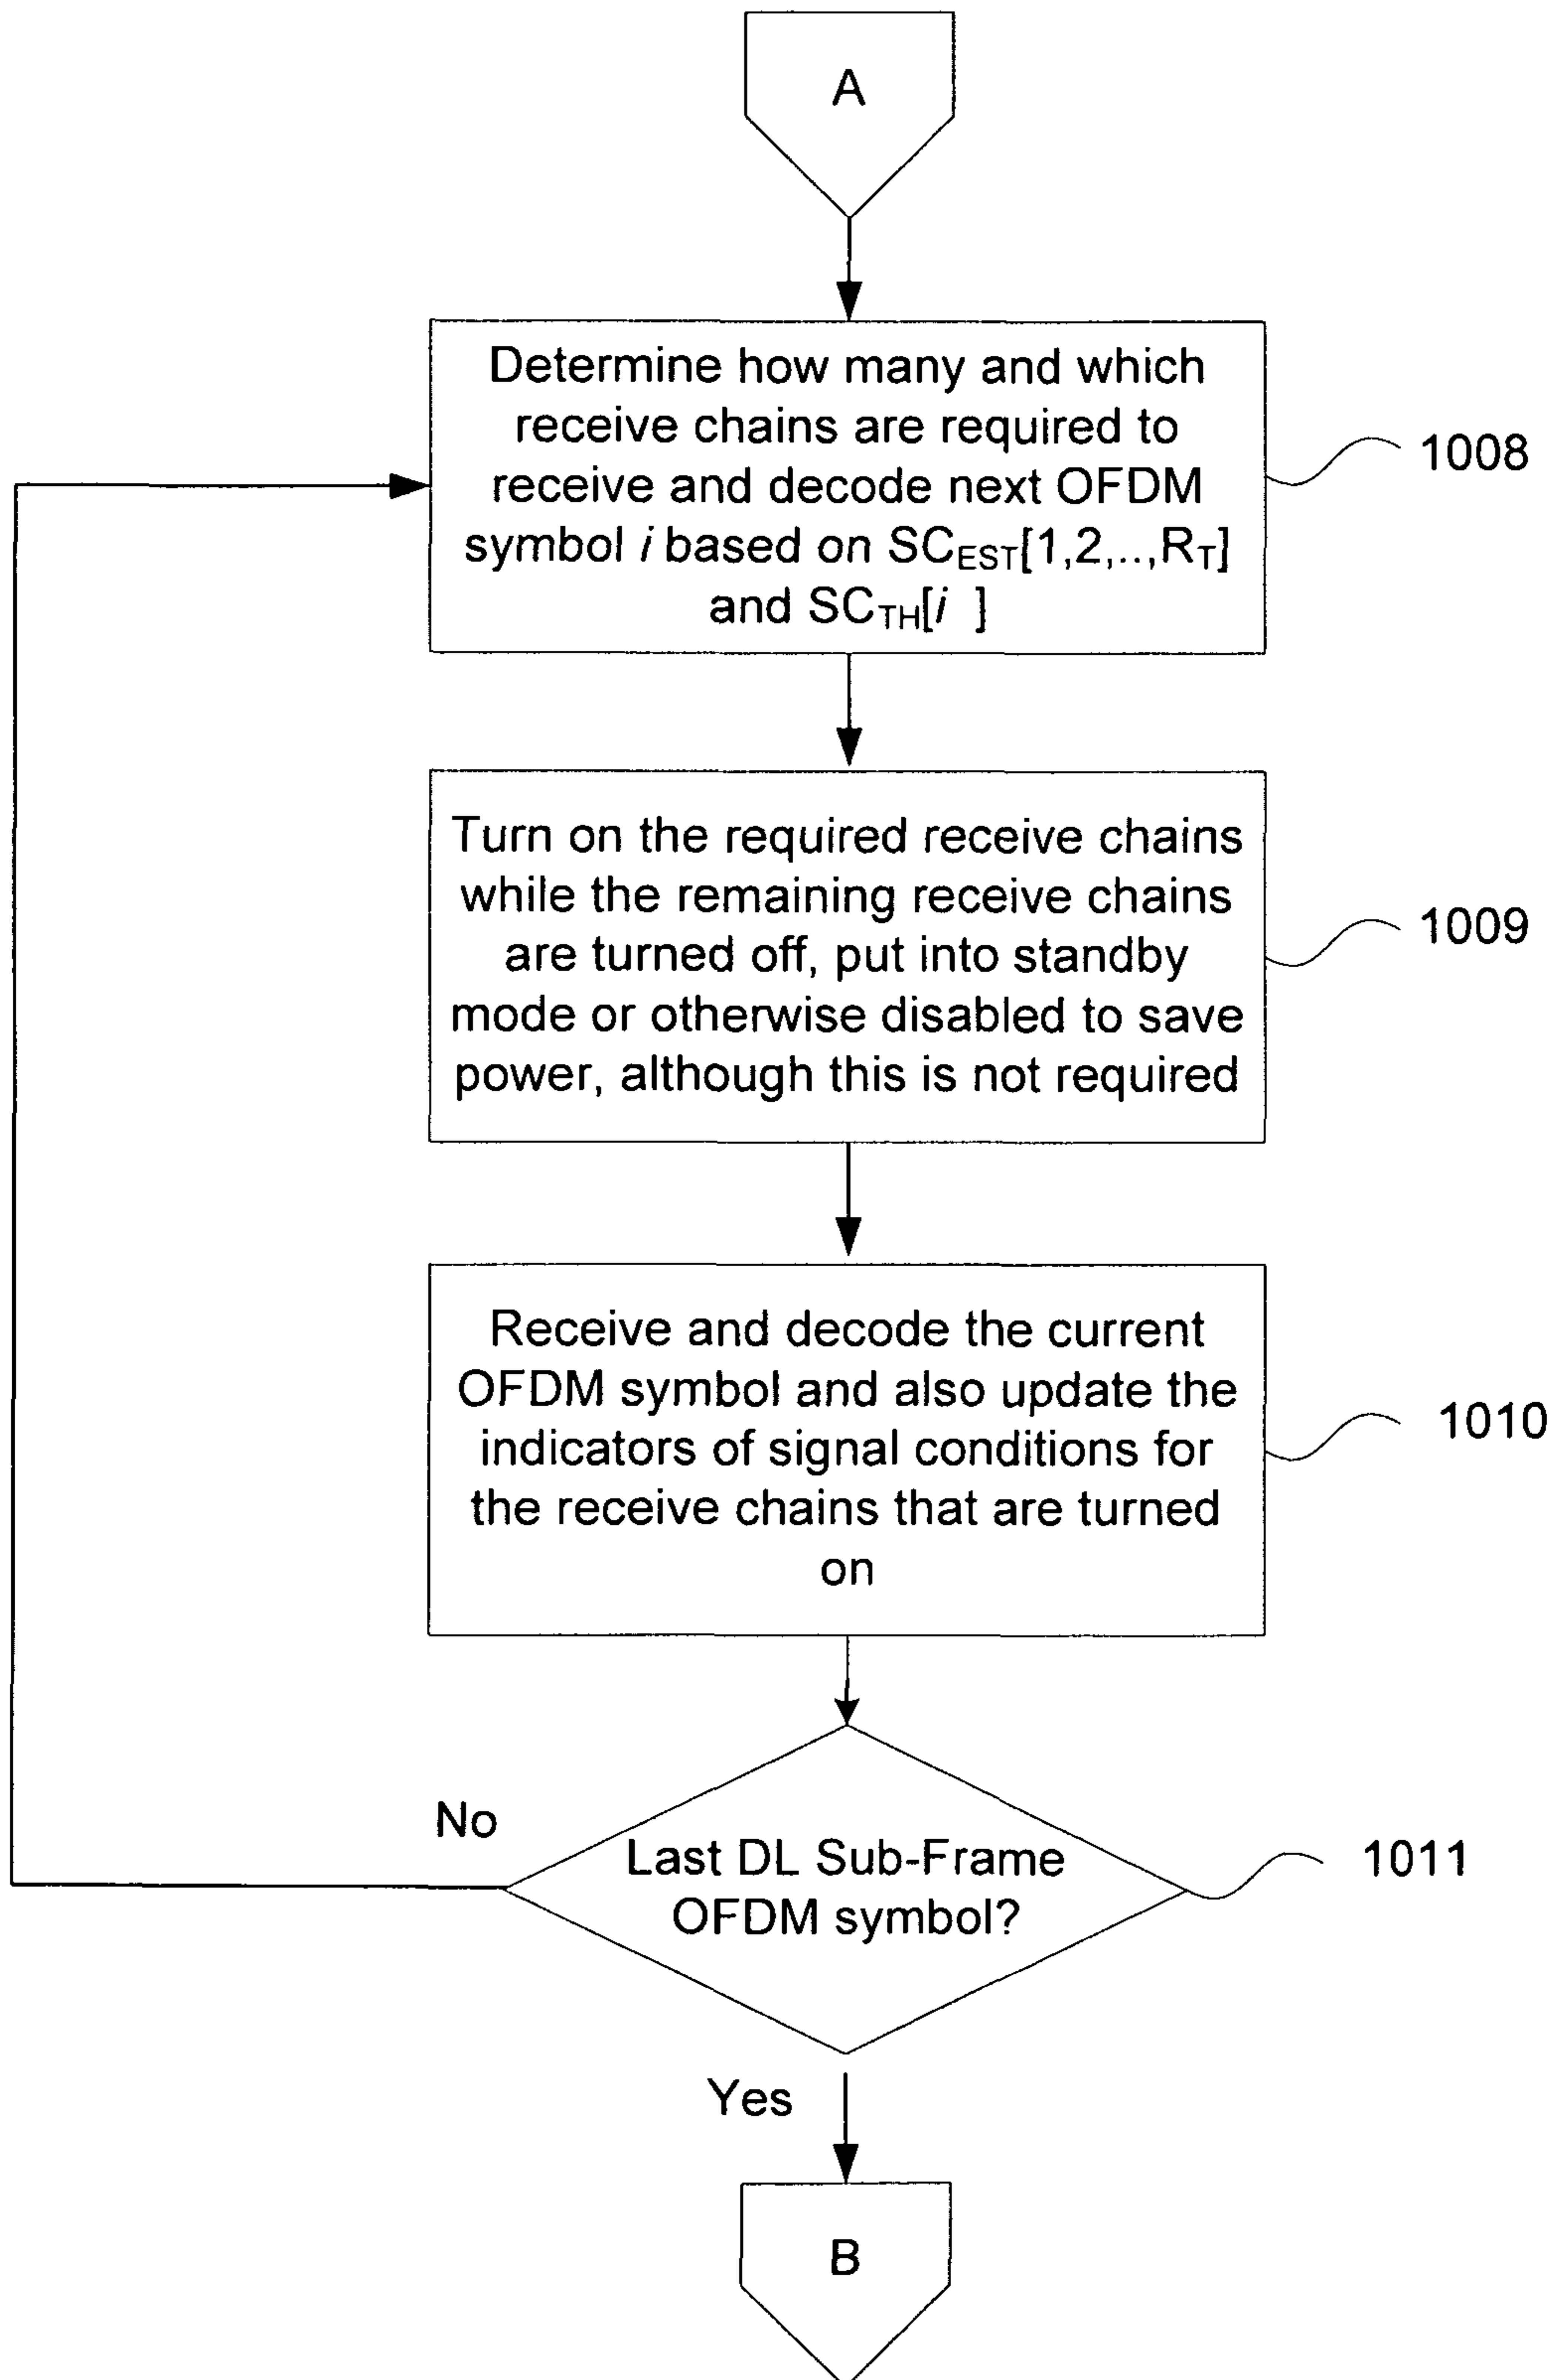 A
Determine how many and which
receive chains are required to
receive and decode next OFDM
symbol i based on SC_EST[1,2,..,R_T]
and SC_TH[i ]
1008
Turn on the required receive chains
while the remaining receive chains
are turned off, put into standby
mode or otherwise disabled to save
power, although this is not required
1009
Receive and decode the current
OFDM symbol and also update the
indicators of signal conditions for
the receive chains that are turned
on
1010
No
Last DL Sub-Frame
OFDM symbol?
1011
Yes
B